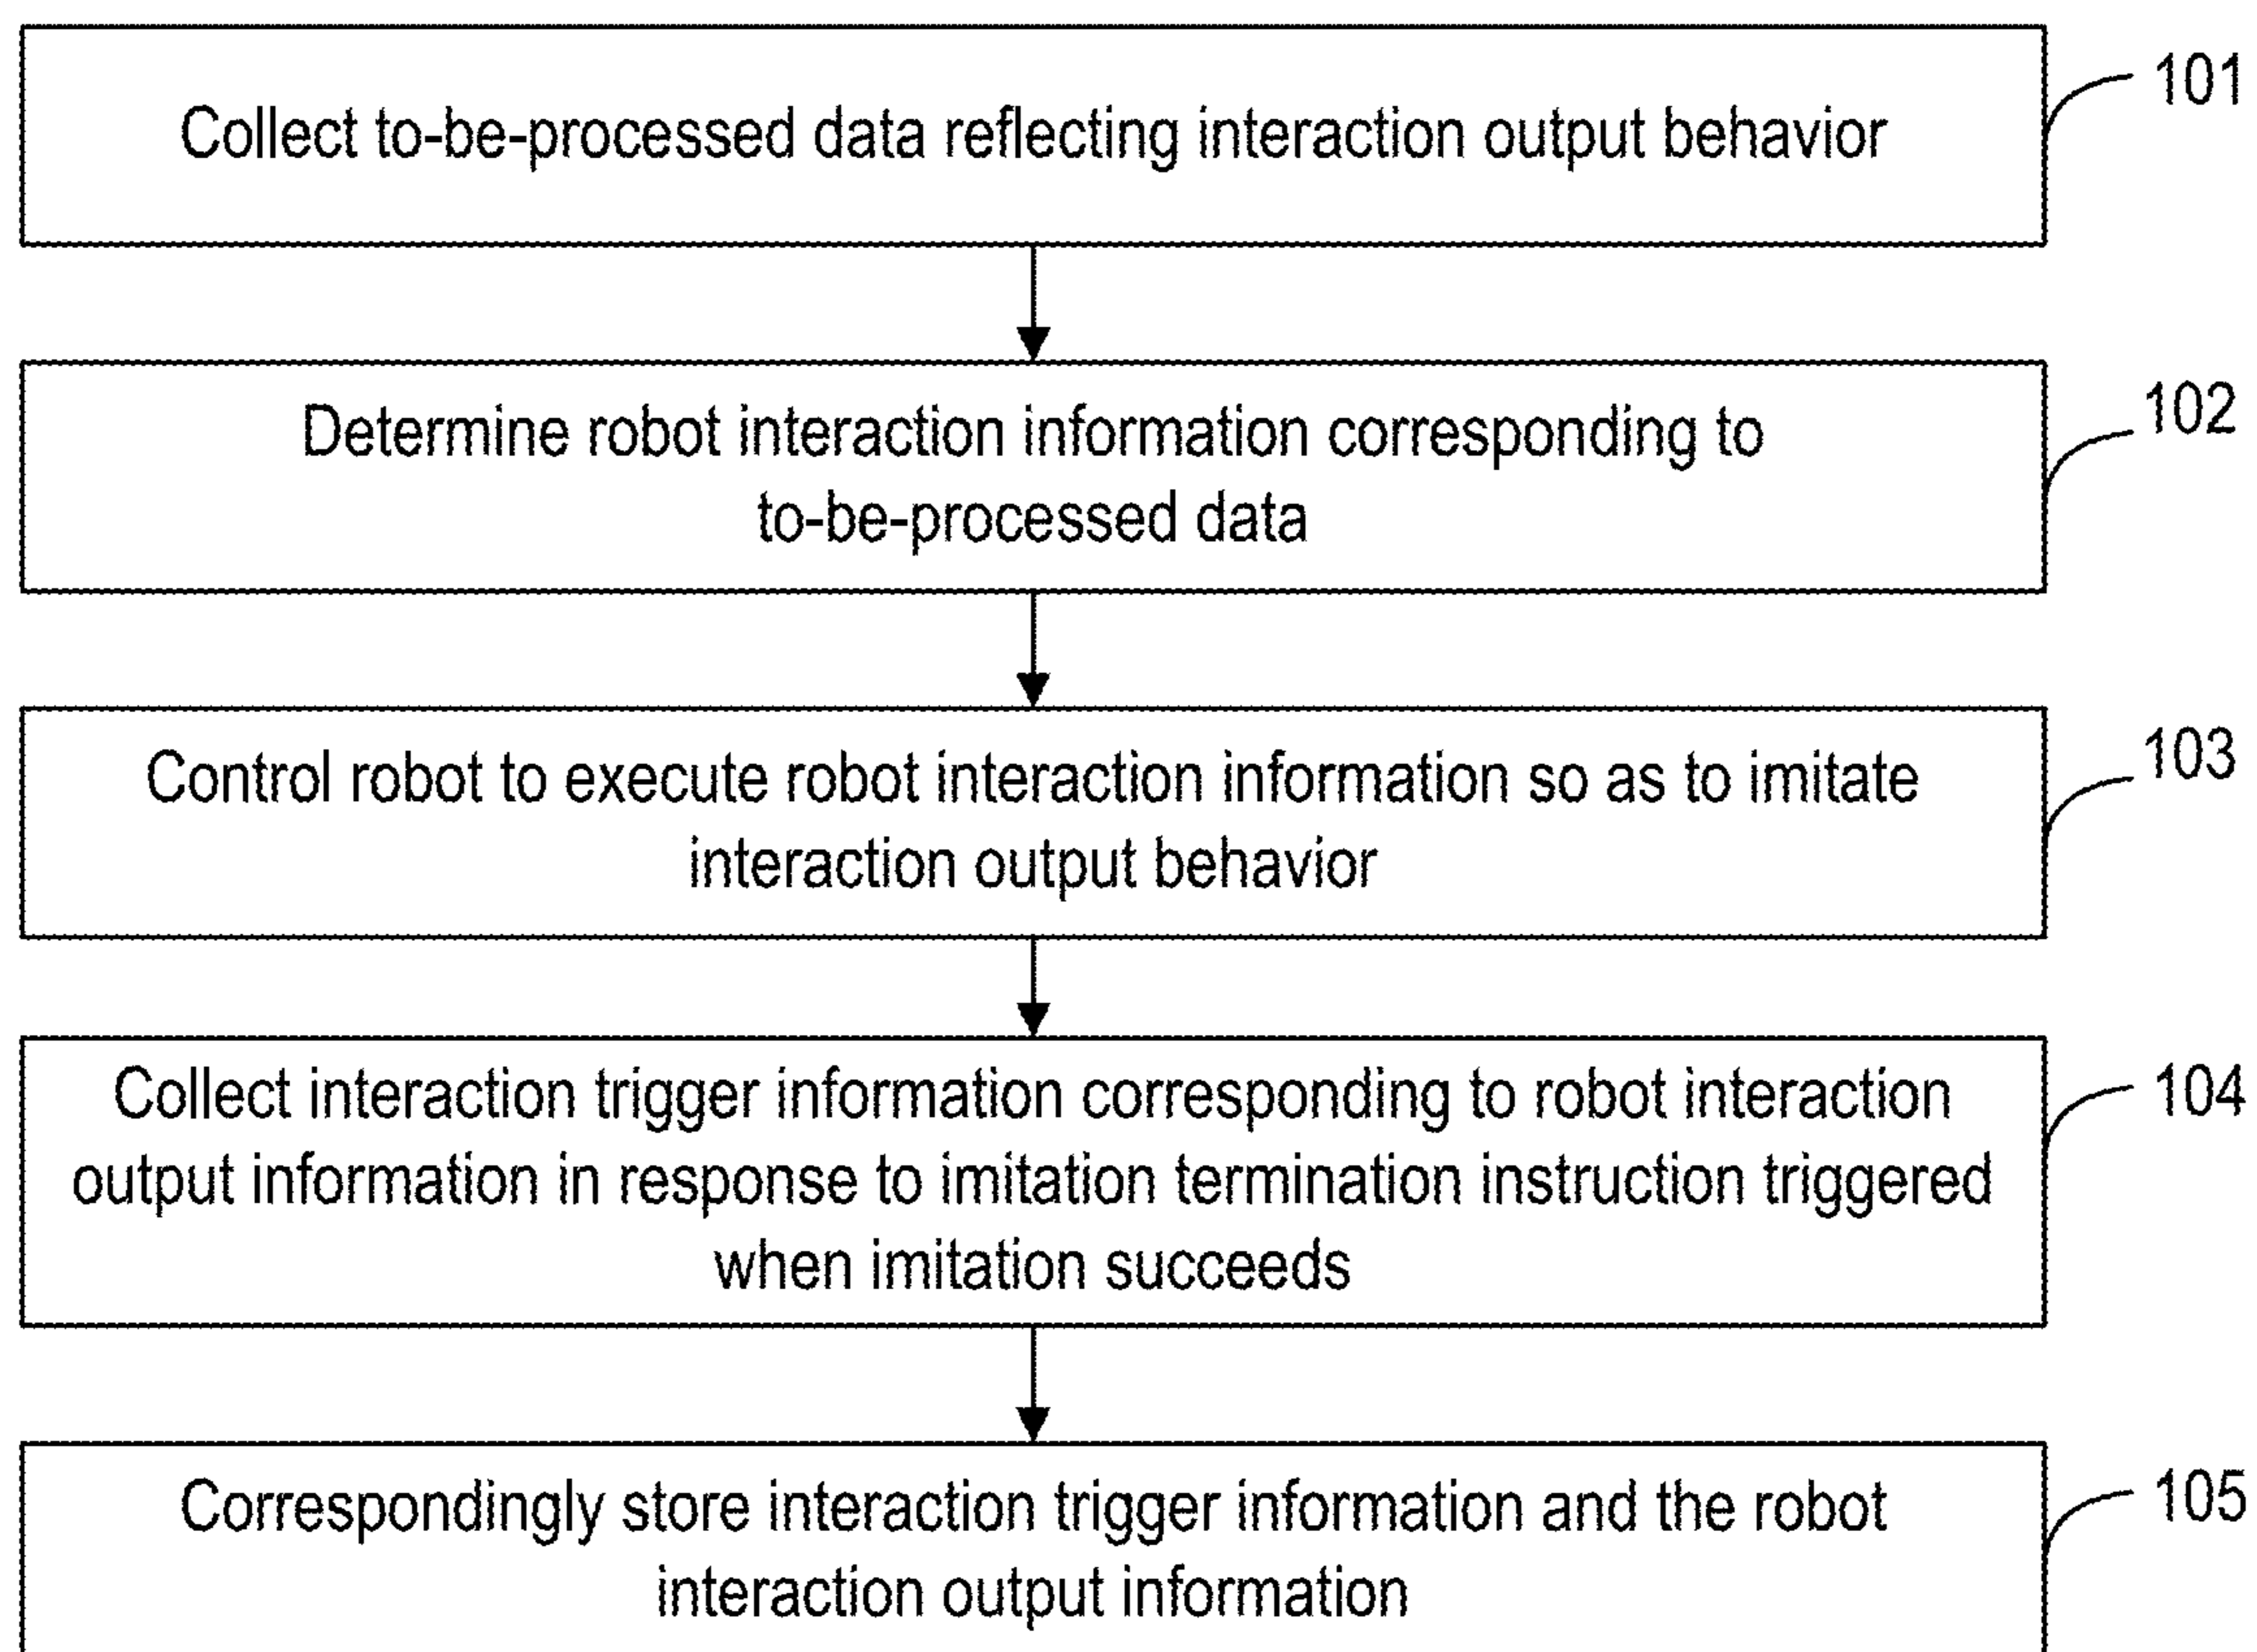 Collect to-be-processed data reflecting interaction output behavior
101
Determine robot interaction information corresponding to
to-be-processed data
102
Control robot to execute robot interaction information so as to imitate
interaction output behavior
103
Collect interaction trigger information corresponding to robot interaction
output information in response to imitation termination instruction triggered
when imitation succeeds
104
Correspondingly store interaction trigger information and the robot
interaction output information
105